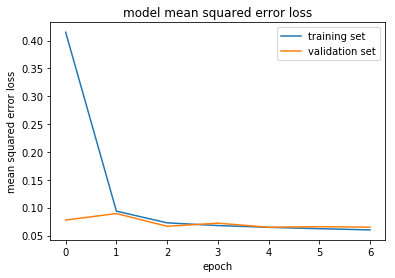 model mean squared error loss
training set
validation set
mean squared error loss
0.40
0.35
0.30
0.25
0.20
0.15
0.10
0.05
0 1 2 3 4 5 6
epoch